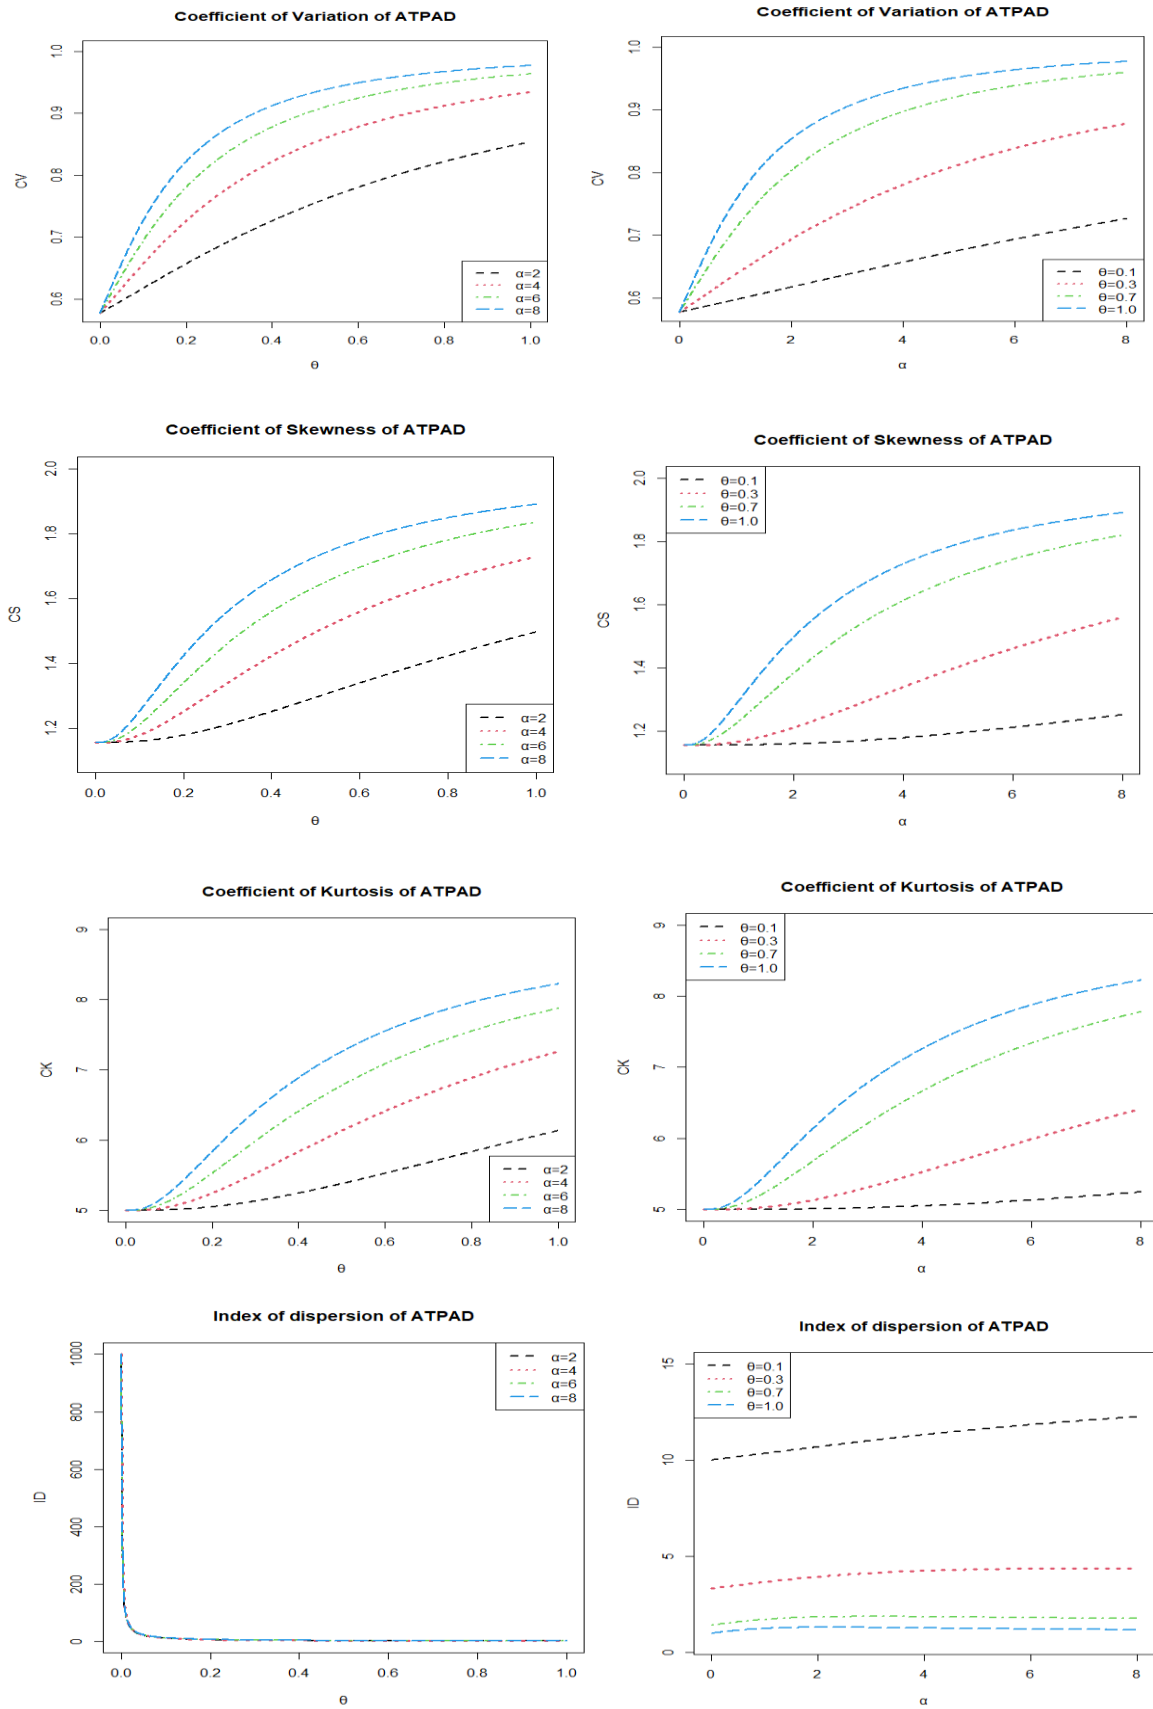 Coefficient of Variation of ATPAD
CV
1.0
0.9
0.8
0.7
0.6
α=2
α=4
α=6
α=8
0.0 0.2 0.4 0.6 0.8 1.0
θ
Coefficient of Variation of ATPAD
CV
1.0
0.9
0.8
0.7
0.6
θ=0.1
θ=0.3
θ=0.7
θ=1.0
0 2 4 6 8
α
Coefficient of Skewness of ATPAD
CS
2.0
1.8
1.6
1.4
1.2
α=2
α=4
α=6
α=8
0.0 0.2 0.4 0.6 0.8 1.0
θ
Coefficient of Skewness of ATPAD
CS
2.0
1.8
1.6
1.4
1.2
θ=0.1
θ=0.3
θ=0.7
θ=1.0
0 2 4 6 8
α
Coefficient of Kurtosis of ATPAD
CK
9
8
7
6
5
α=2
α=4
α=6
α=8
0.0 0.2 0.4 0.6 0.8 1.0
θ
Coefficient of Kurtosis of ATPAD
CK
9
8
7
6
5
θ=0.1
θ=0.3
θ=0.7
θ=1.0
0 2 4 6 8
α
Index of dispersion of ATPAD
ID
1000
800
600
400
200
0
α=2
α=4
α=6
α=8
0.0 0.2 0.4 0.6 0.8 1.0
θ
Index of dispersion of ATPAD
ID
15
10
5
0
θ=0.1
θ=0.3
θ=0.7
θ=1.0
0 2 4 6 8
α